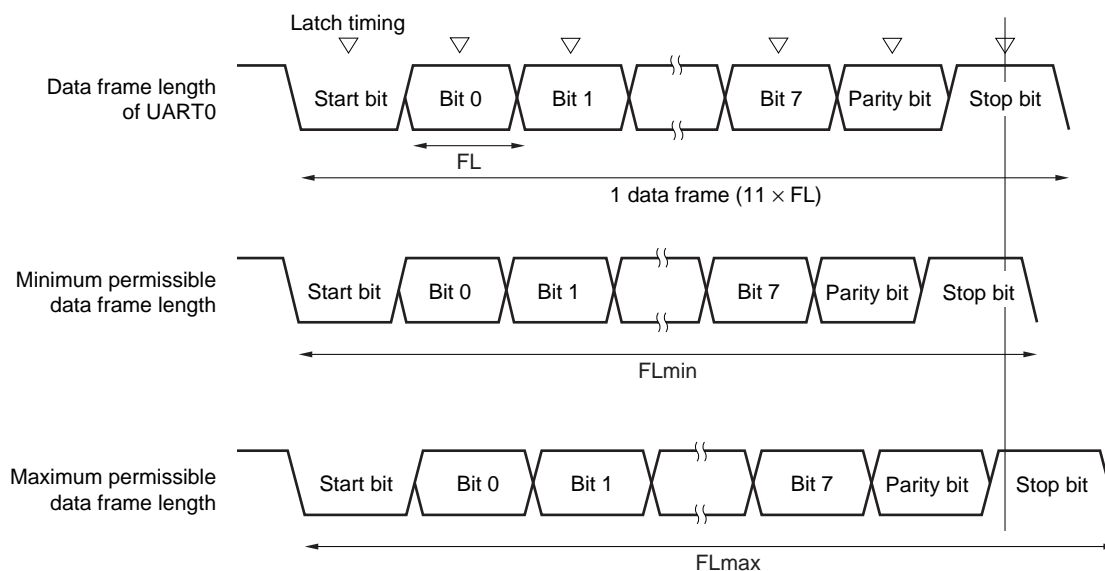 Latch timing
Data frame length
of UART0
Start bit
Bit 0
Bit 1
Bit 7
Parity bit
Stop bit
FL
1 data frame (11 × FL)
Minimum permissible
data frame length
Start bit
Bit 0
Bit 1
Bit 7
Parity bit
Stop bit
FLmin
Maximum permissible
data frame length
Start bit
Bit 0
Bit 1
Bit 7
Parity bit
Stop bit
FLmax